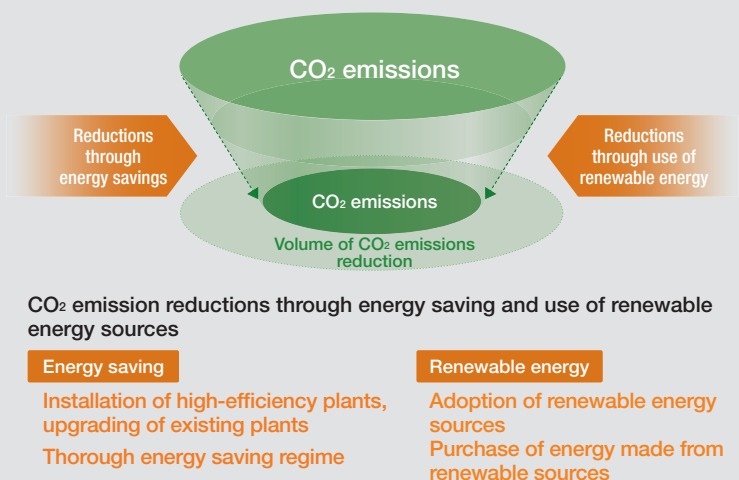 CO₂ emissions
Reductions
through
energy savings
Reductions
through use of
renewable energy
CO₂ emissions
Volume of CO₂ emissions
reduction
CO₂ emission reductions through energy saving and use of renewable
energy sources
Energy saving
Installation of high-efficiency plants,
upgrading of existing plants
Thorough energy saving regime
Renewable energy
Adoption of renewable energy
sources
Purchase of energy made from
renewable sources